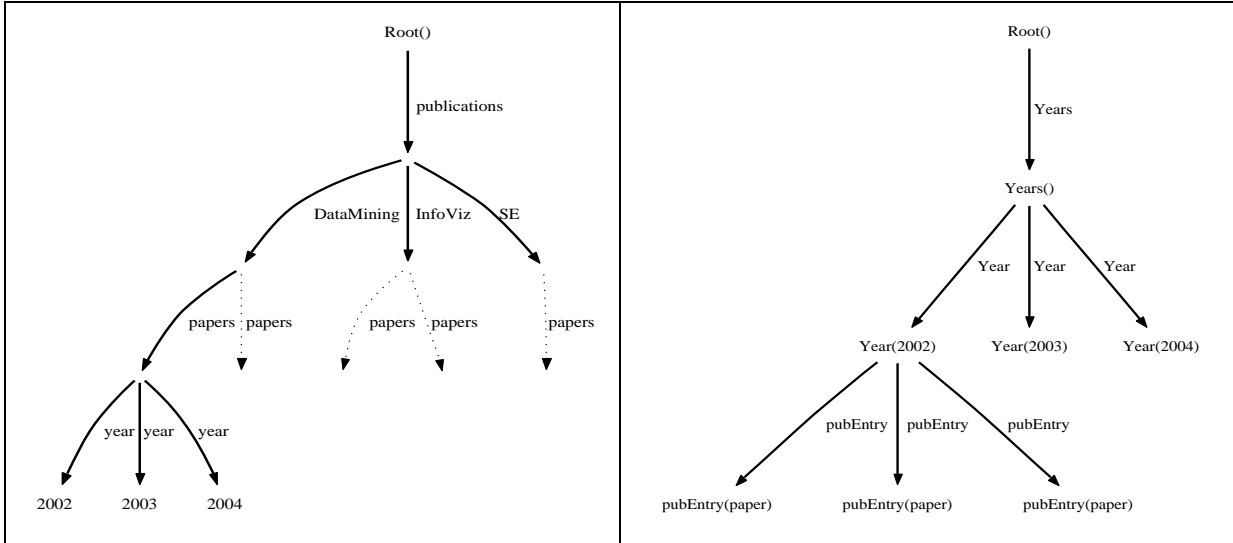 Root()
publications
DataMining InfoViz SE
papers papers papers papers papers
year year year
2002 2003 2004
Root()
Years
Years()
Year Year Year
Year(2002) Year(2003) Year(2004)
pubEntry pubEntry pubEntry
pubEntry(paper) pubEntry(paper) pubEntry(paper)